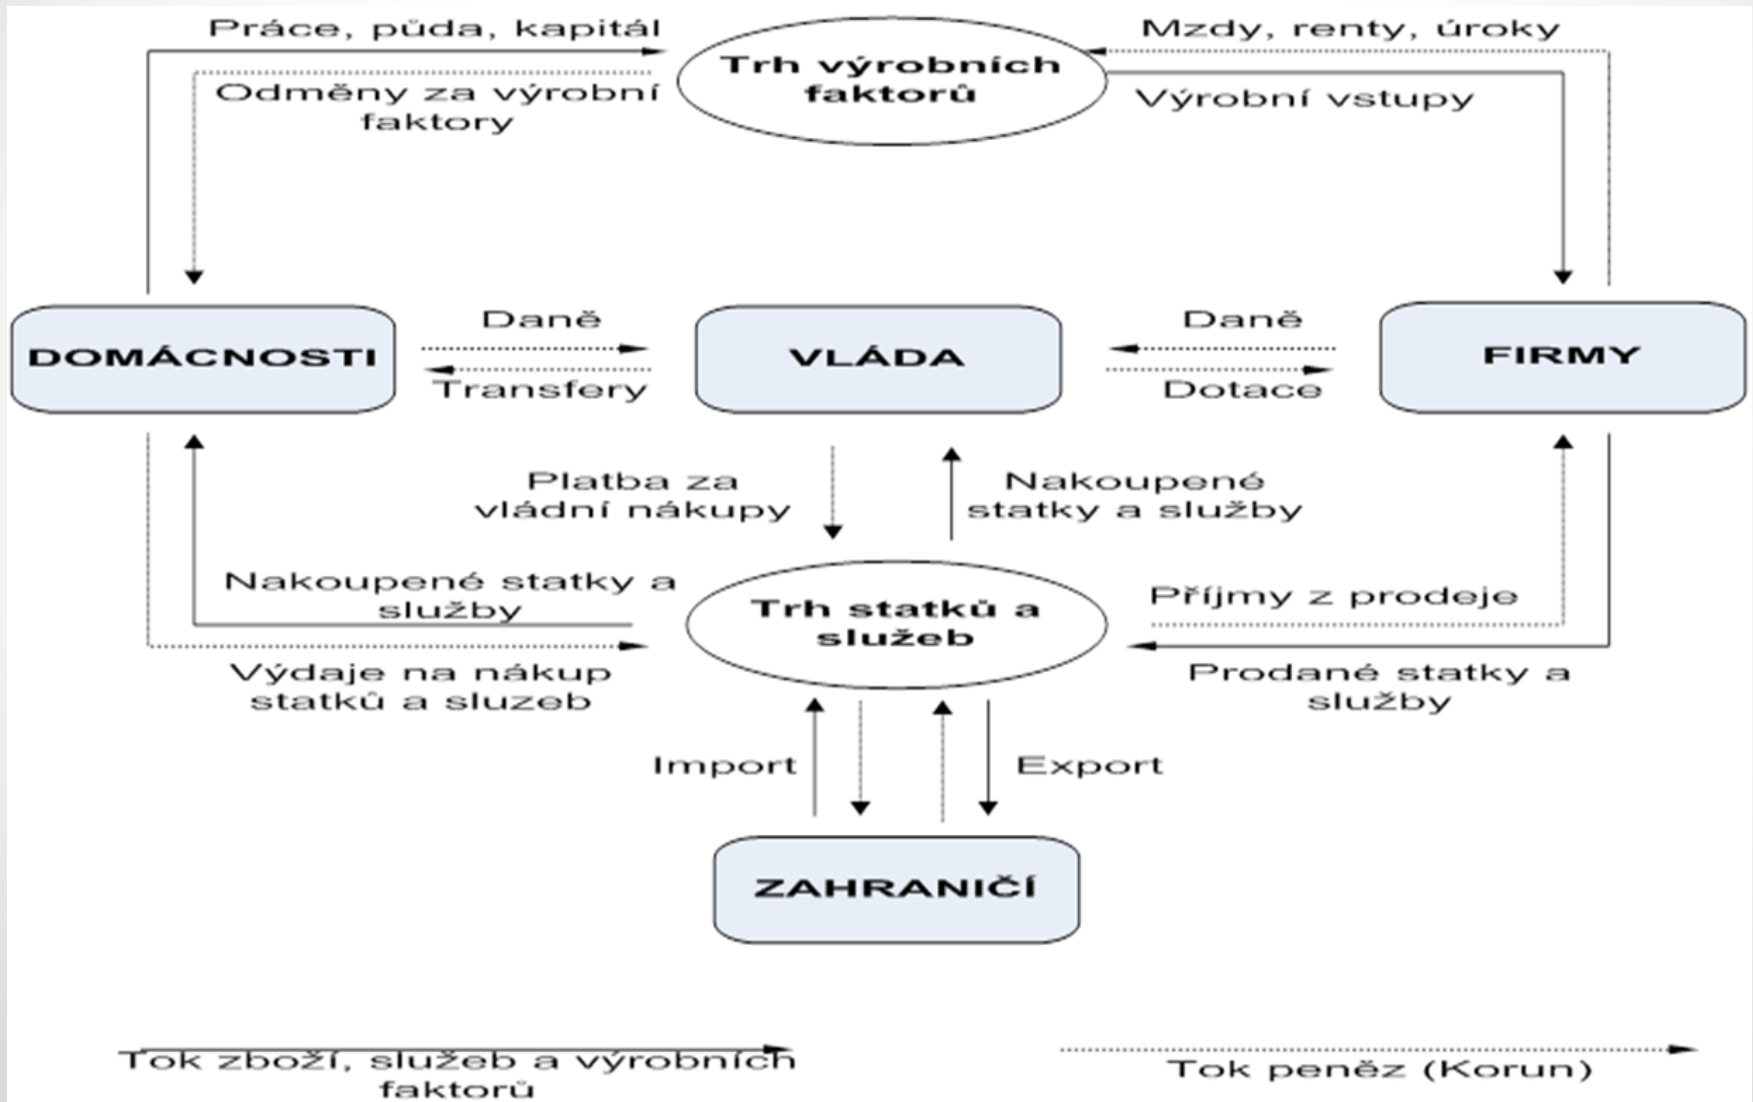 Práce, půda, kapitál
Mzdy, renty, úroky
Trh výrobních
faktorů
Odměny za výrobní
faktory
Výrobní vstupy
DOMÁCNOSTI
Daně
Transfery
VLÁDA
Daně
Dotace
FIRMY
Platba za
vládní nákupy
Nakoupené
statky a služby
Nakoupené statky a
služby
Trh statků a
služeb
Příjmy z prodeje
Výdaje na nákup
statků a sluzeb
Prodané statky a
služby
Import
Export
ZAHRANIČÍ
Tok zboží, služeb a výrobních
faktorů
Tok peněz (Korun)